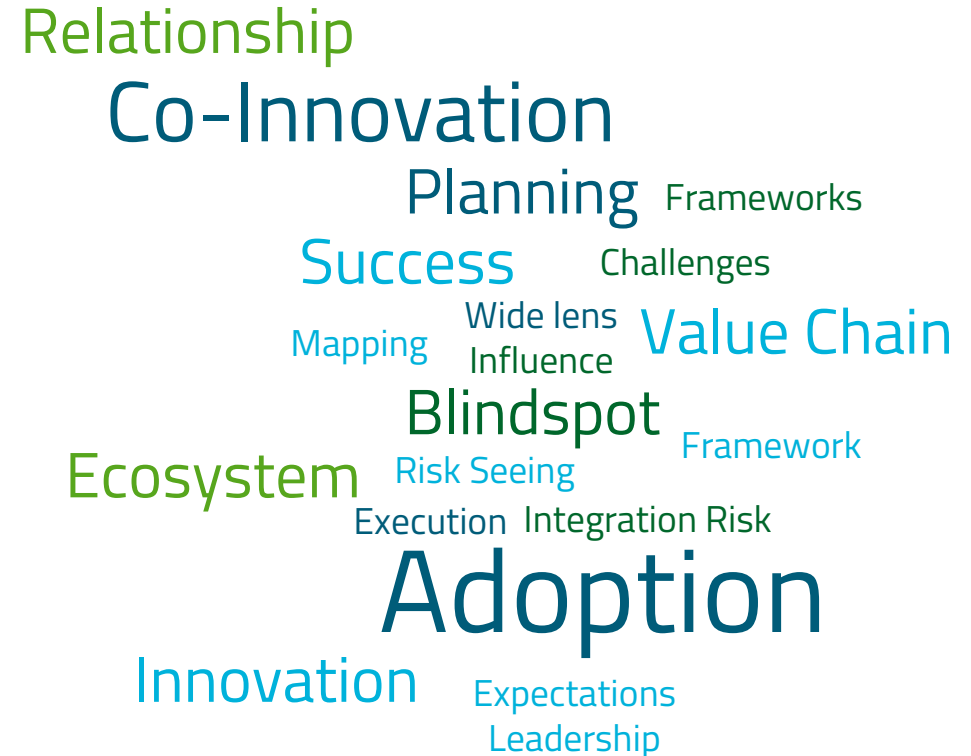 Relationship
Co-Innovation
Planning
Frameworks
Success
Challenges
Wide lens
Value Chain
Mapping
Influence
Blindspot
Framework
Ecosystem
Risk Seeing
Execution
Integration Risk
Adoption
Innovation
Expectations
Leadership